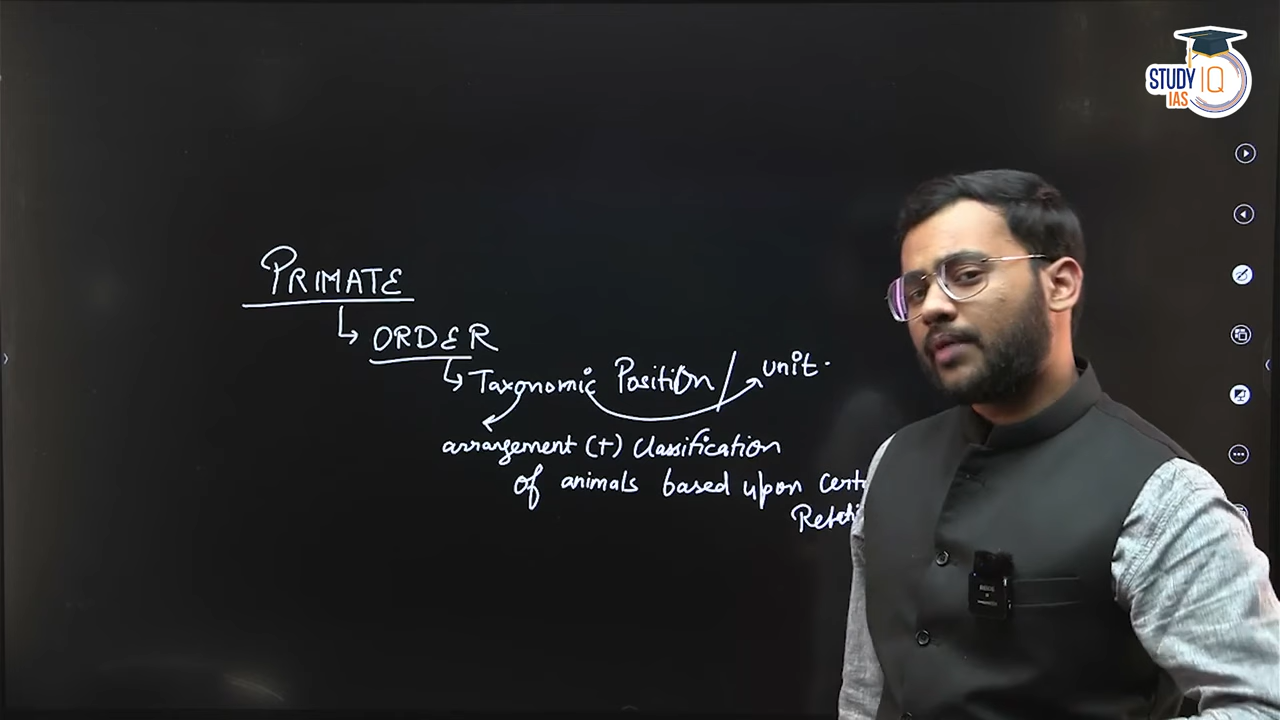 STUDY IQ
IAS
PRIMATE
ORDER
Taxonomic Position / unit.
arrangement (+) Classification
of animals based upon